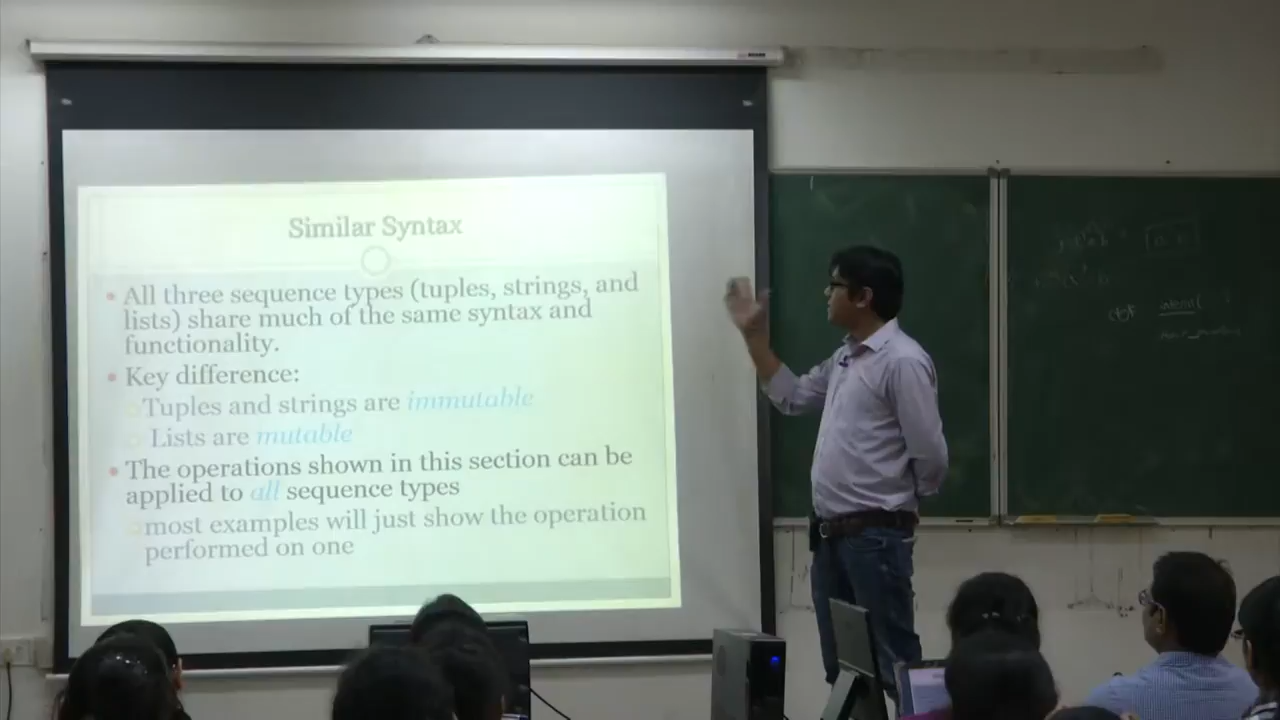 Similar Syntax
• All three sequence types (tuples, strings, and
lists) share much of the same syntax and
functionality.
• Key difference:
○ Tuples and strings are immutable
○ Lists are mutable
• The operations shown in this section can be
applied to all sequence types
○ most examples will just show the operation
performed on one